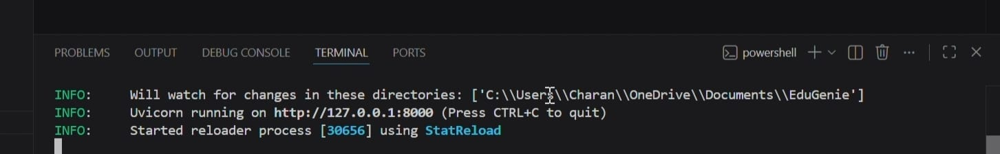 PROBLEMS OUTPUT DEBUG CONSOLE TERMINAL PORTS powershell
INFO: Will watch for changes in these directories: ['C:\\Users\\Charan\\OneDrive\\Documents\\EduGenie']
INFO: Uvicorn running on http://127.0.0.1:8000 (Press CTRL+C to quit)
INFO: Started reloader process [30656] using StatReload